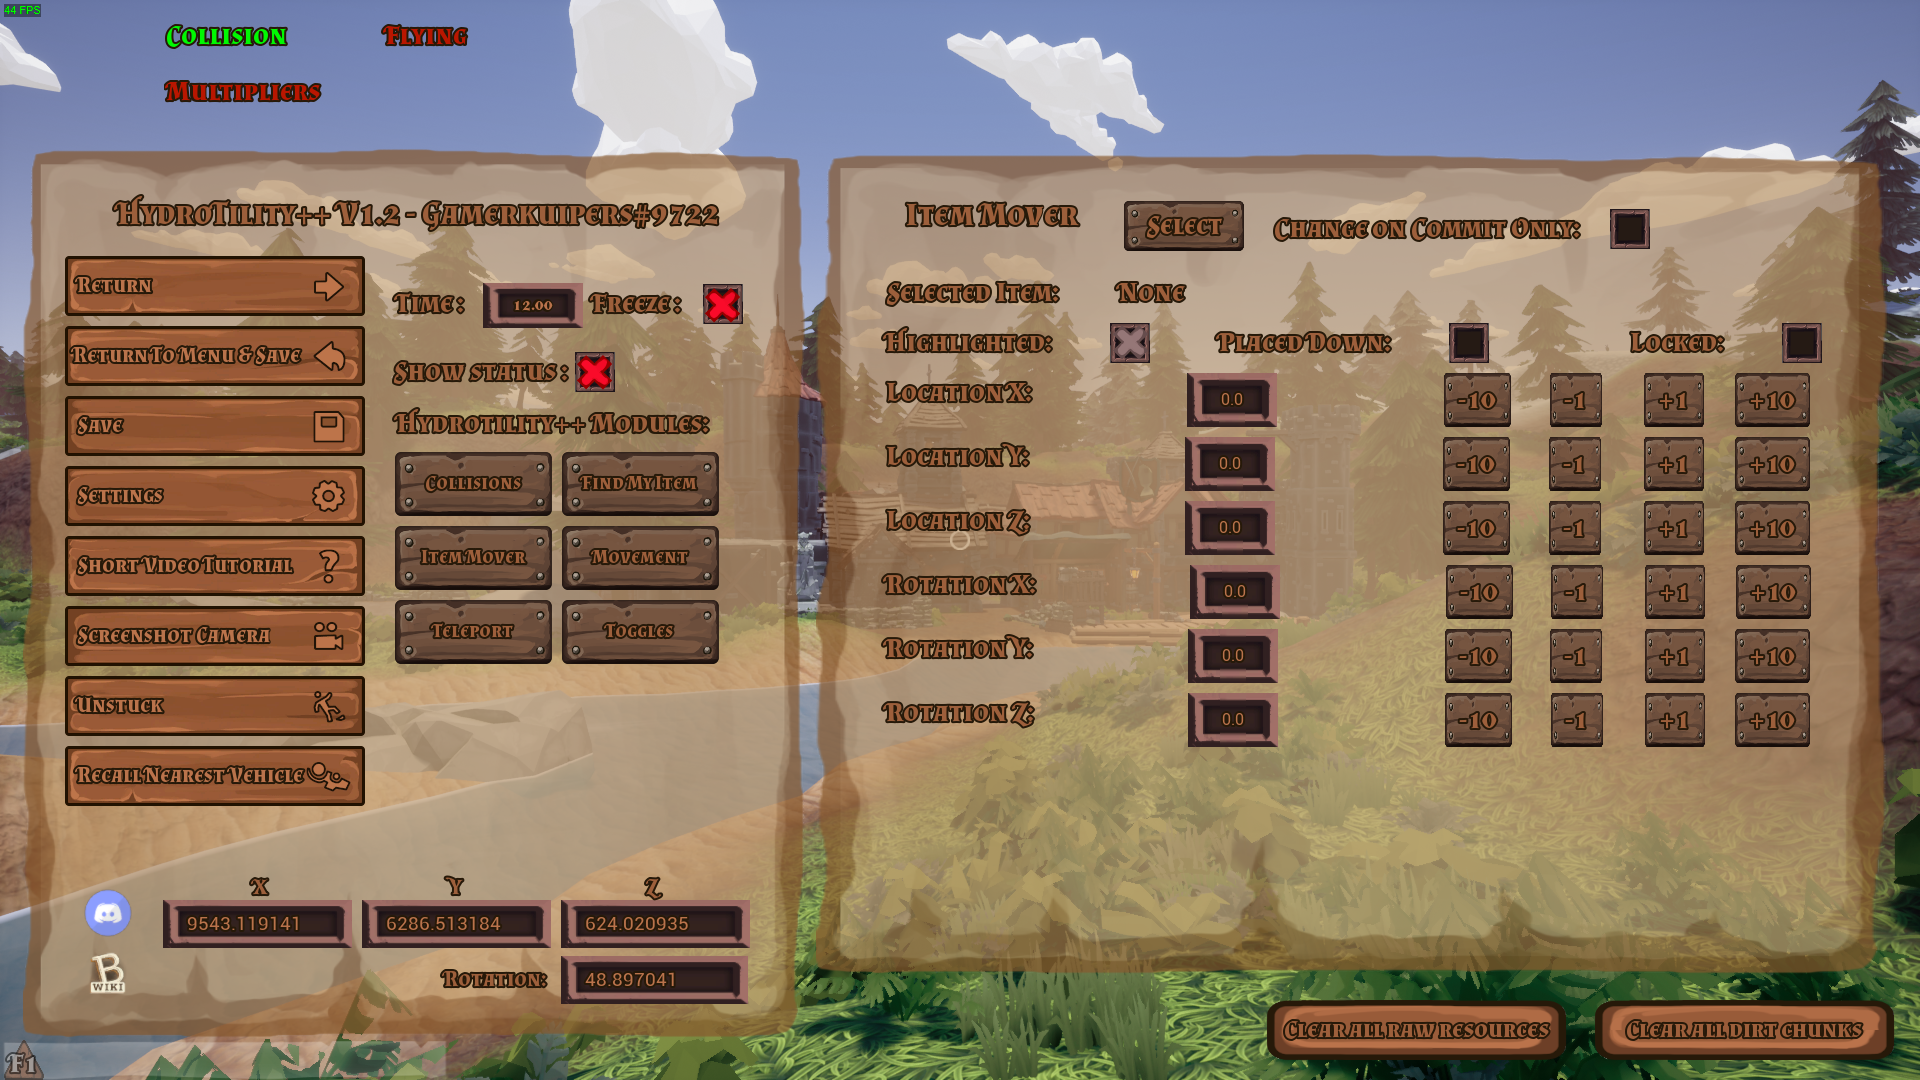 44 FPS
Collision Flying
Multipliers
HydroTility++ V1.2 - Gamerkuipers#9722
Return
Return To Menu & Save
Save
Settings
Short Video Tutorial
Screenshot Camera
Unstuck
Recall Nearest Vehicle
Time : 12.00 Freeze :
Show status :
Hydrotility++ Modules:
Collisions Find My Item
Item Mover Movement
Teleport Toggles
X Y Z
9543.119141 6286.513184 624.020935
Rotation: 48.897041
B
WIKI
F1
Item Mover Select Change on Commit Only:
Selected Item: None
Highlighted: Placed Down: Locked:
Location X: 0.0 -10 -1 +1 +10
Location Y: 0.0 -10 -1 +1 +10
Location Z: 0.0 -10 -1 +1 +10
Rotation X: 0.0 -10 -1 +1 +10
Rotation Y: 0.0 -10 -1 +1 +10
Rotation Z: 0.0 -10 -1 +1 +10
Clear all raw resources Clear all dirt chunks